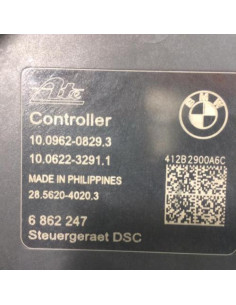 Ate
BMW
Controller
10.0962-0829.3
10.0622-3291.1
412B2900A6C
MADE IN PHILIPPINES
28.5620-4020.3
6 862 247
Steuergeraet DSC